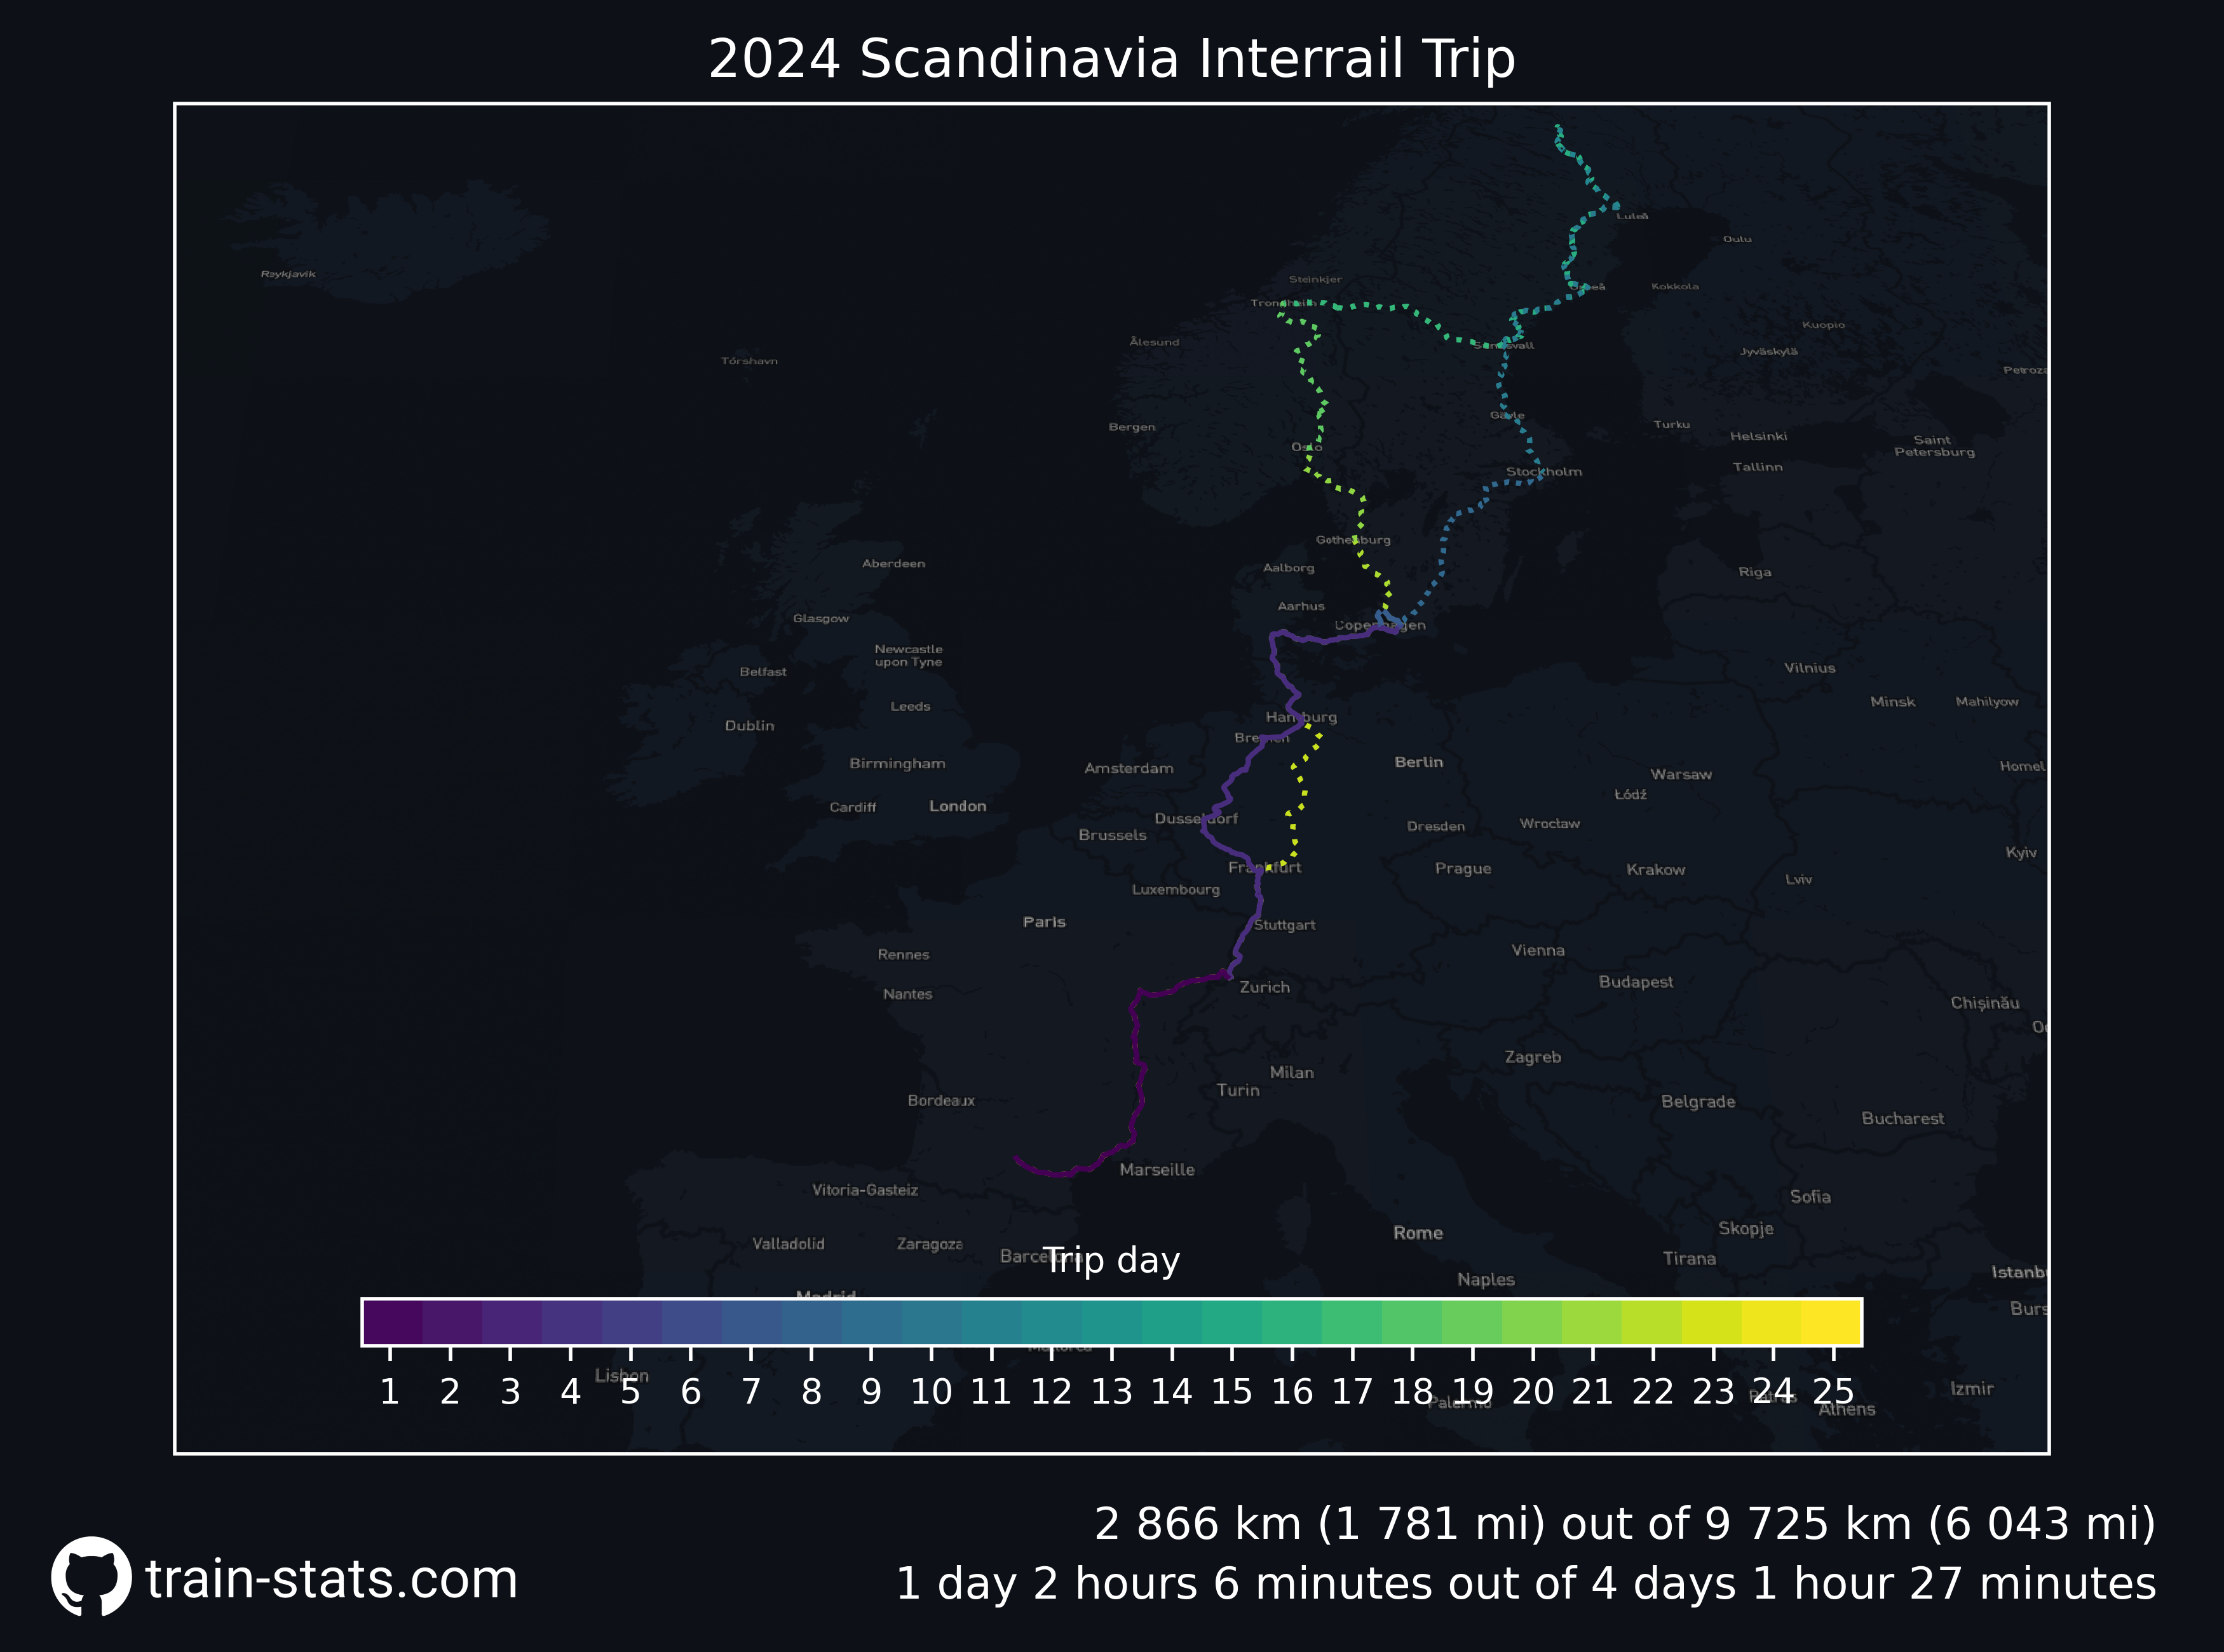 2024 Scandinavia Interrail Trip
Luleå
Oulu
Reykjavik
Steinkjer
Umeå
Kokkola
Trondheim
Kuopio
Ålesund
Sundsvall
Jyväskylä
Tórshavn
Petroza
Gävle
Bergen
Turku
Helsinki
Saint
Petersburg
Oslo
Stockholm
Tallinn
Gothenburg
Aberdeen
Aalborg
Riga
Aarhus
Glasgow
Copenhagen
Newcastle
upon Tyne
Belfast
Vilnius
Leeds
Minsk
Mahilyow
Hamburg
Dublin
Bremen
Birmingham
Amsterdam
Berlin
Warsaw
Homel
Łódź
Cardiff
London
Dusseldorf
Brussels
Dresden
Wrocław
Kyiv
Frankfurt
Prague
Krakow
Lviv
Luxembourg
Paris
Stuttgart
Rennes
Vienna
Nantes
Zurich
Budapest
Chișinău
Zagreb
Milan
Turin
Bordeaux
Belgrade
Bucharest
Marseille
Vitoria-Gasteiz
Sofia
Skopje
Rome
Valladolid
Zaragoza
Barcelona
Trip day
Tirana
Istanbu
Naples
Madrid
Burs
Mallorca
Lisbon
Izmir
Palermo
Patras
Athens
1 2 3 4 5 6 7 8 9 10 11 12 13 14 15 16 17 18 19 20 21 22 23 24 25
2 866 km (1 781 mi) out of 9 725 km (6 043 mi)
train-stats.com
1 day 2 hours 6 minutes out of 4 days 1 hour 27 minutes